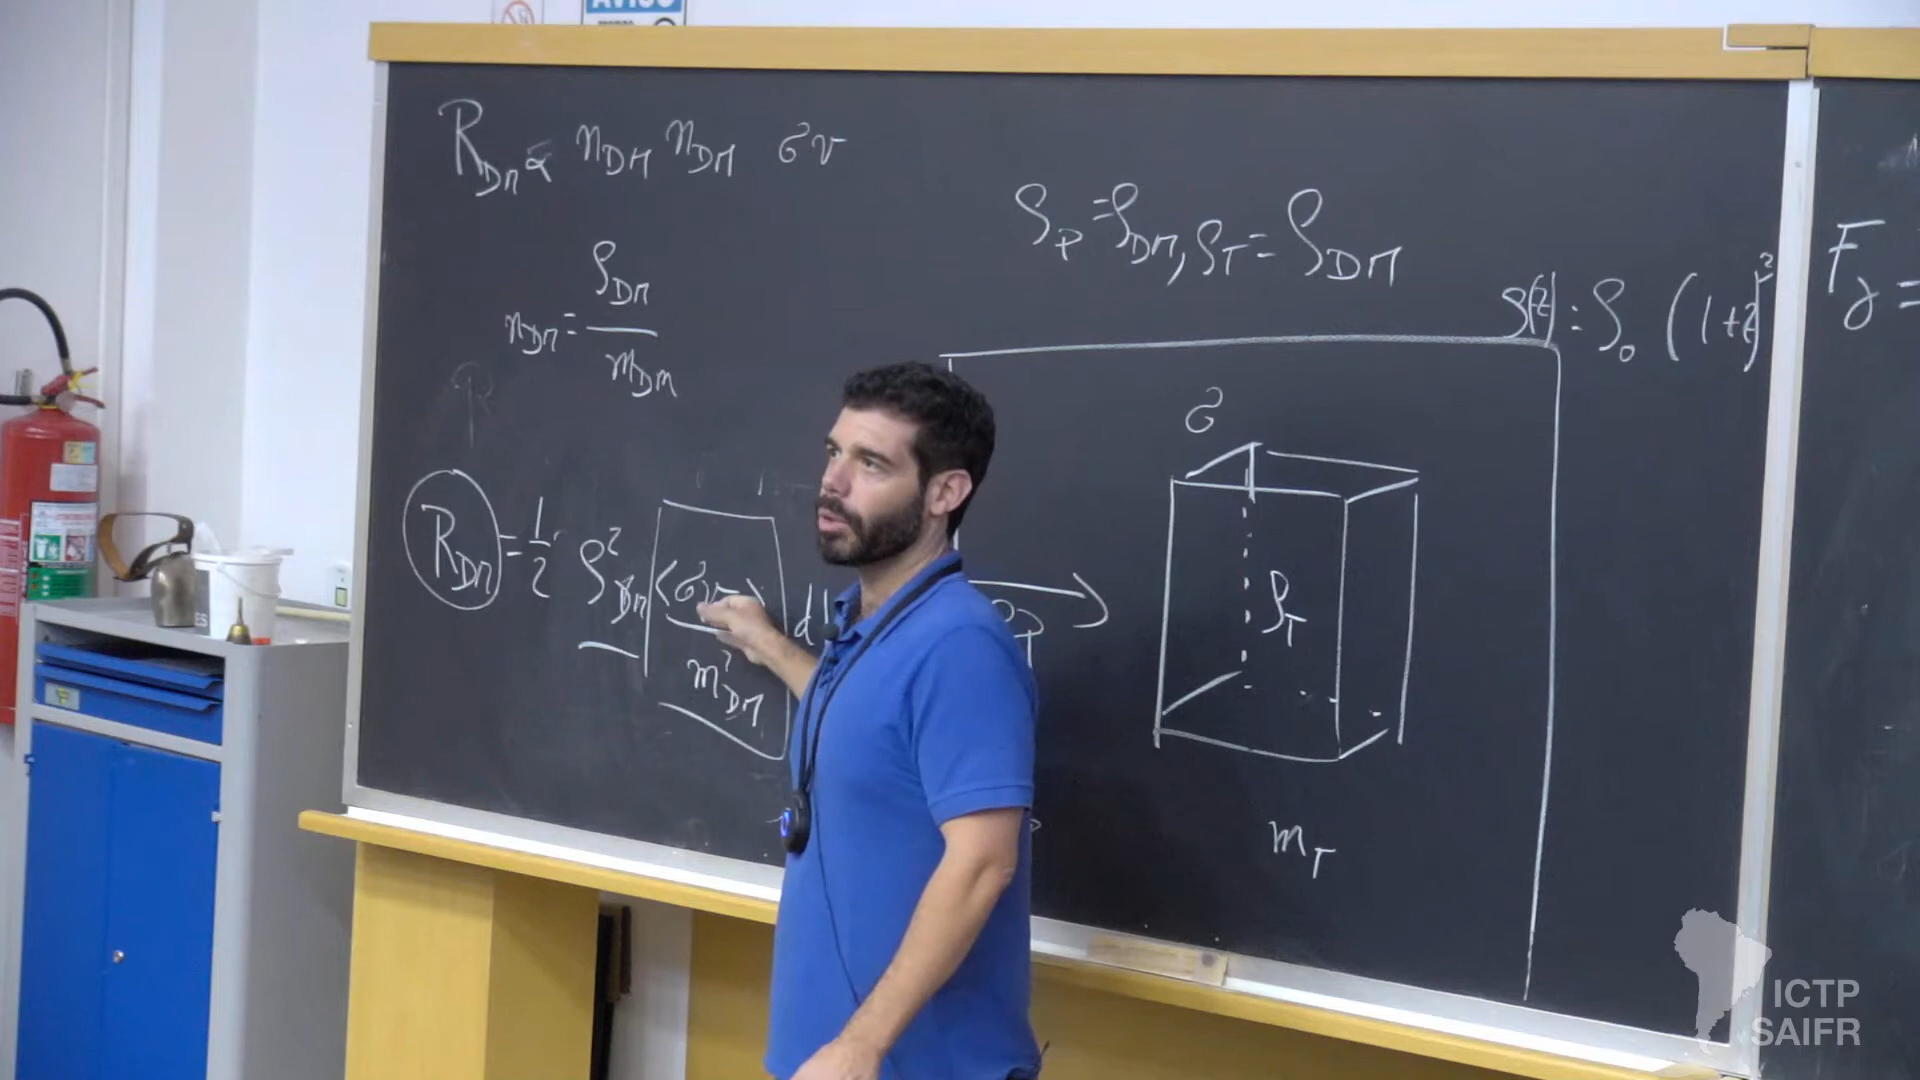 AVISO
R_DM ∝ n_DM n_DM σv
ρ_P = ρ_DM, ρ_T = ρ_DM
n_DM = ρ_DM / m_DM
ρ(z) = ρ_0 (1+z)^3
F_γ =
σ
R_DM = 1/2 ρ²_DM <σv> / m²_DM d
ρ_T
m_T
ICTP
SAIFR